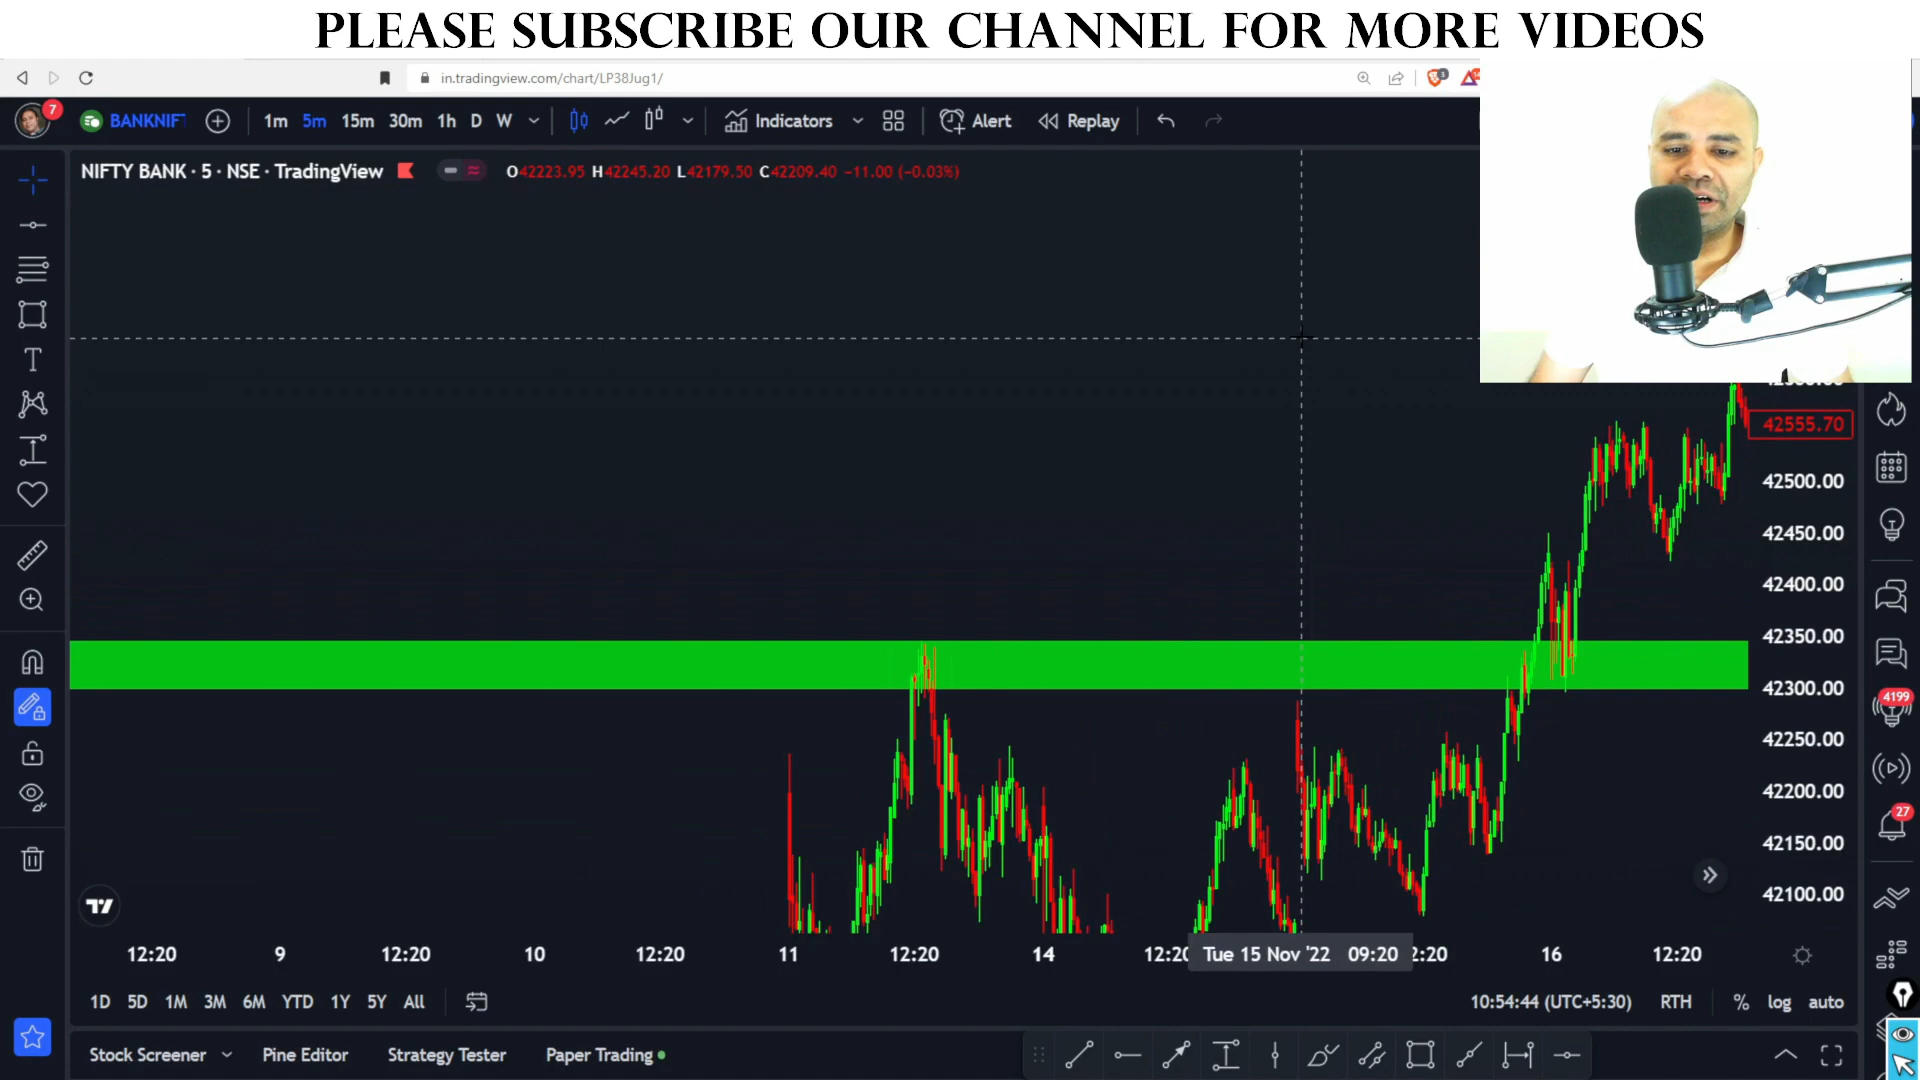 PLEASE SUBSCRIBE OUR CHANNEL FOR MORE VIDEOS
in.tradingview.com/chart/LP38Jug1/
3
7
BANKNIF
1m 5m 15m 30m 1h D W
Indicators
Alert
Replay
NIFTY BANK · 5 · NSE · TradingView
O42223.95 H42245.20 L42179.50 C42209.40 −11.00 (−0.03%)
42555.70
42500.00
42450.00
42400.00
42350.00
42300.00
4199
42250.00
42200.00
27
42150.00
42100.00
12:20 9 12:20 10 12:20 11 12:20 14 12:20 Tue 15 Nov '22 09:20 2:20 16 12:20
1D 5D 1M 3M 6M YTD 1Y 5Y All
10:54:44 (UTC+5:30) RTH % log auto
Stock Screener Pine Editor Strategy Tester Paper Trading